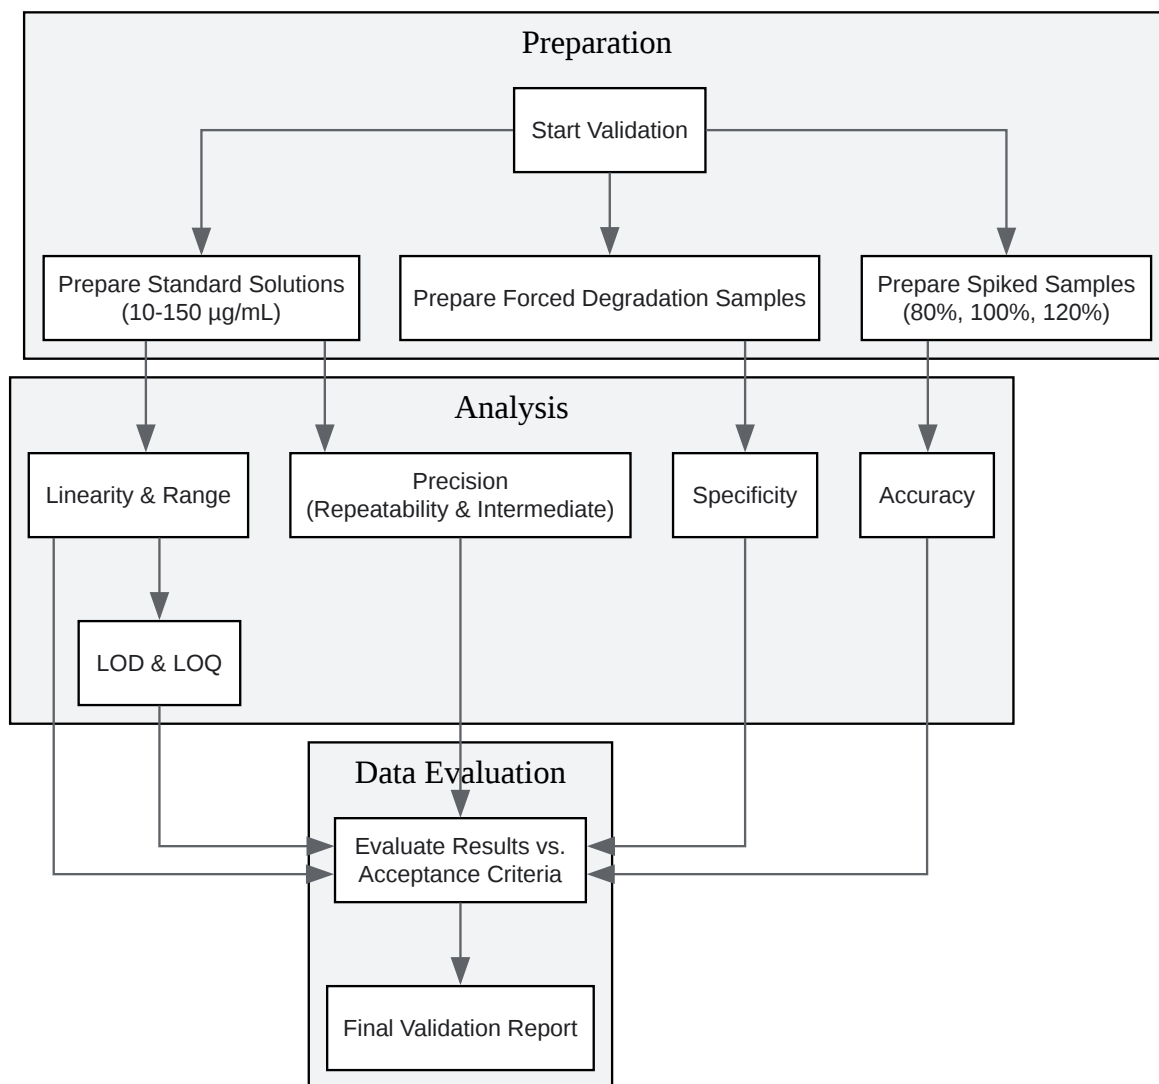 Preparation
Start Validation
Prepare Standard Solutions
(10-150 µg/mL)
Prepare Forced Degradation Samples
Prepare Spiked Samples
(80%, 100%, 120%)
Analysis
Linearity & Range
Precision
(Repeatability & Intermediate)
Specificity
Accuracy
LOD & LOQ
Data Evaluation
Evaluate Results vs.
Acceptance Criteria
Final Validation Report